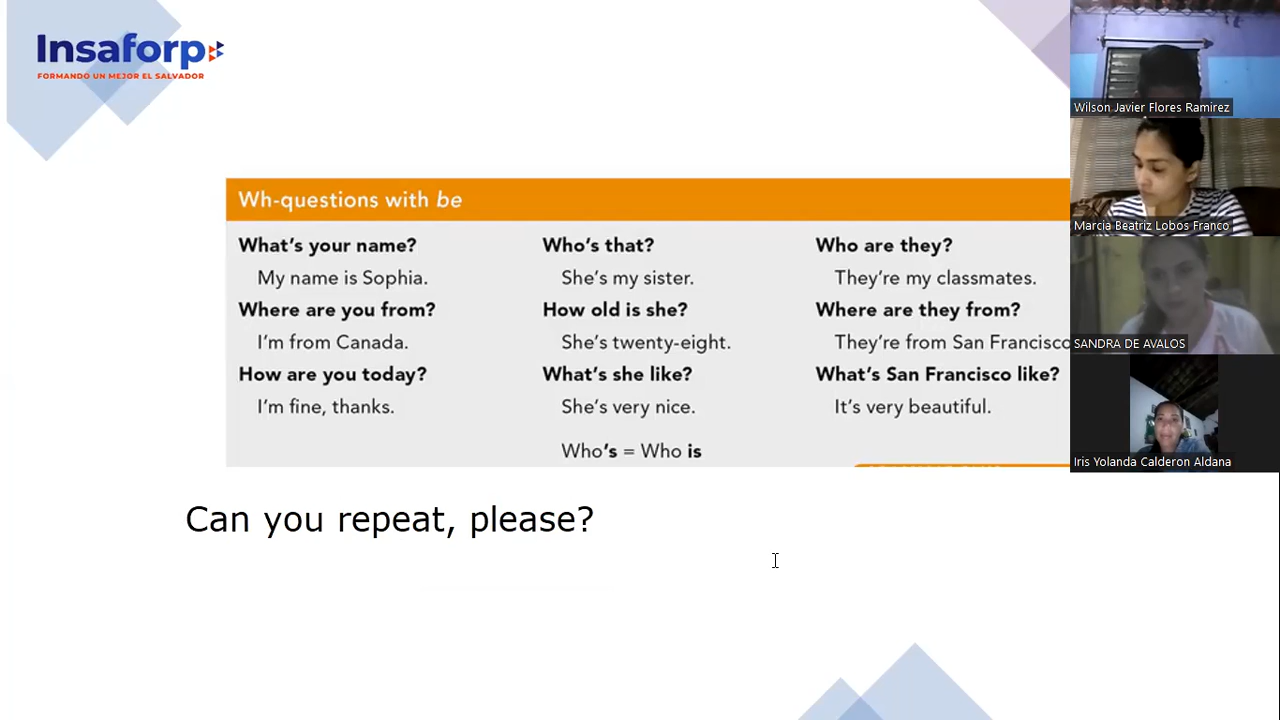 Insaforp
FORMANDO UN MEJOR EL SALVADOR
Wh-questions with be
What's your name?
My name is Sophia.
Where are you from?
I'm from Canada.
How are you today?
I'm fine, thanks.
Who's that?
She's my sister.
How old is she?
She's twenty-eight.
What's she like?
She's very nice.
Who's = Who is
Who are they?
They're my classmates.
Where are they from?
They're from San Francisco
What's San Francisco like?
It's very beautiful.
Can you repeat, please?
Wilson Javier Flores Ramirez
Marcia Beatriz Lobos Franco
SANDRA DE AVALOS
Iris Yolanda Calderon Aldana